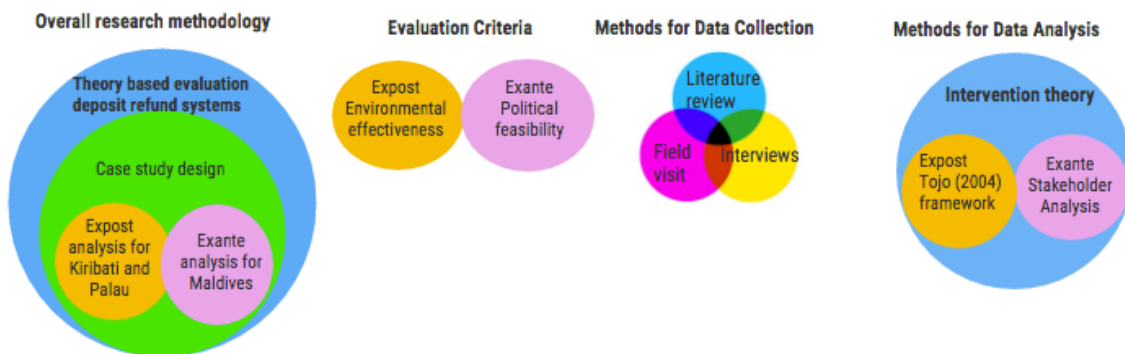 Overall research methodology
Theory based evaluation
deposit refund systems
Case study design
Expost
analysis for
Kiribati and
Palau
Exante
analysis for
Maldives
Evaluation Criteria
Expost
Environmental
effectiveness
Exante
Political
feasibility
Methods for Data Collection
Literature
review
Field
visit
Interviews
Methods for Data Analysis
Intervention theory
Expost
Tojo (2004)
framework
Exante
Stakeholder
Analysis